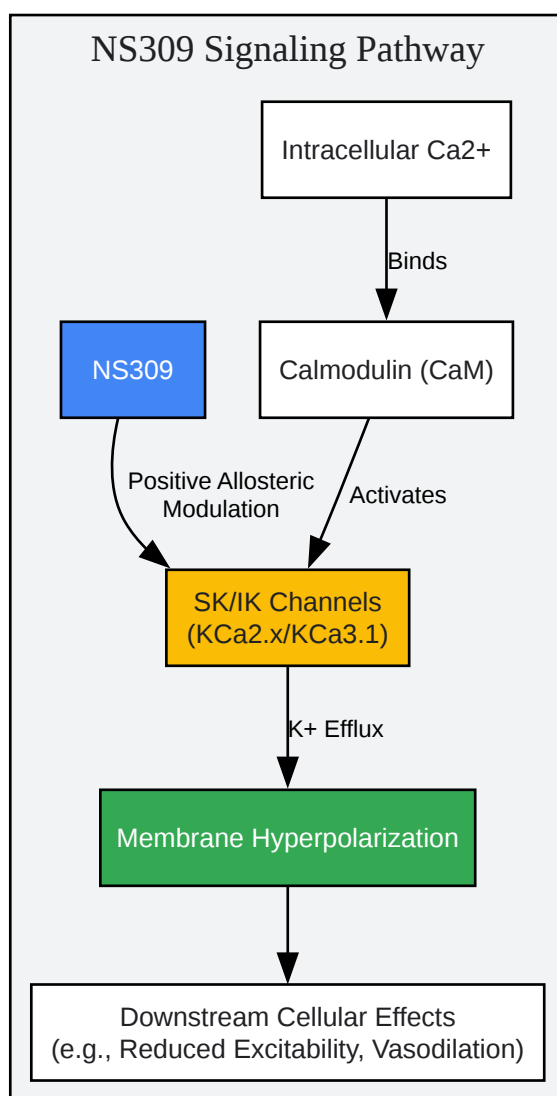 NS309 Signaling Pathway
Intracellular Ca2+
Binds
NS309
Calmodulin (CaM)
Positive Allosteric
Modulation
Activates
SK/IK Channels
(KCa2.x/KCa3.1)
K+ Efflux
Membrane Hyperpolarization
Downstream Cellular Effects
(e.g., Reduced Excitability, Vasodilation)